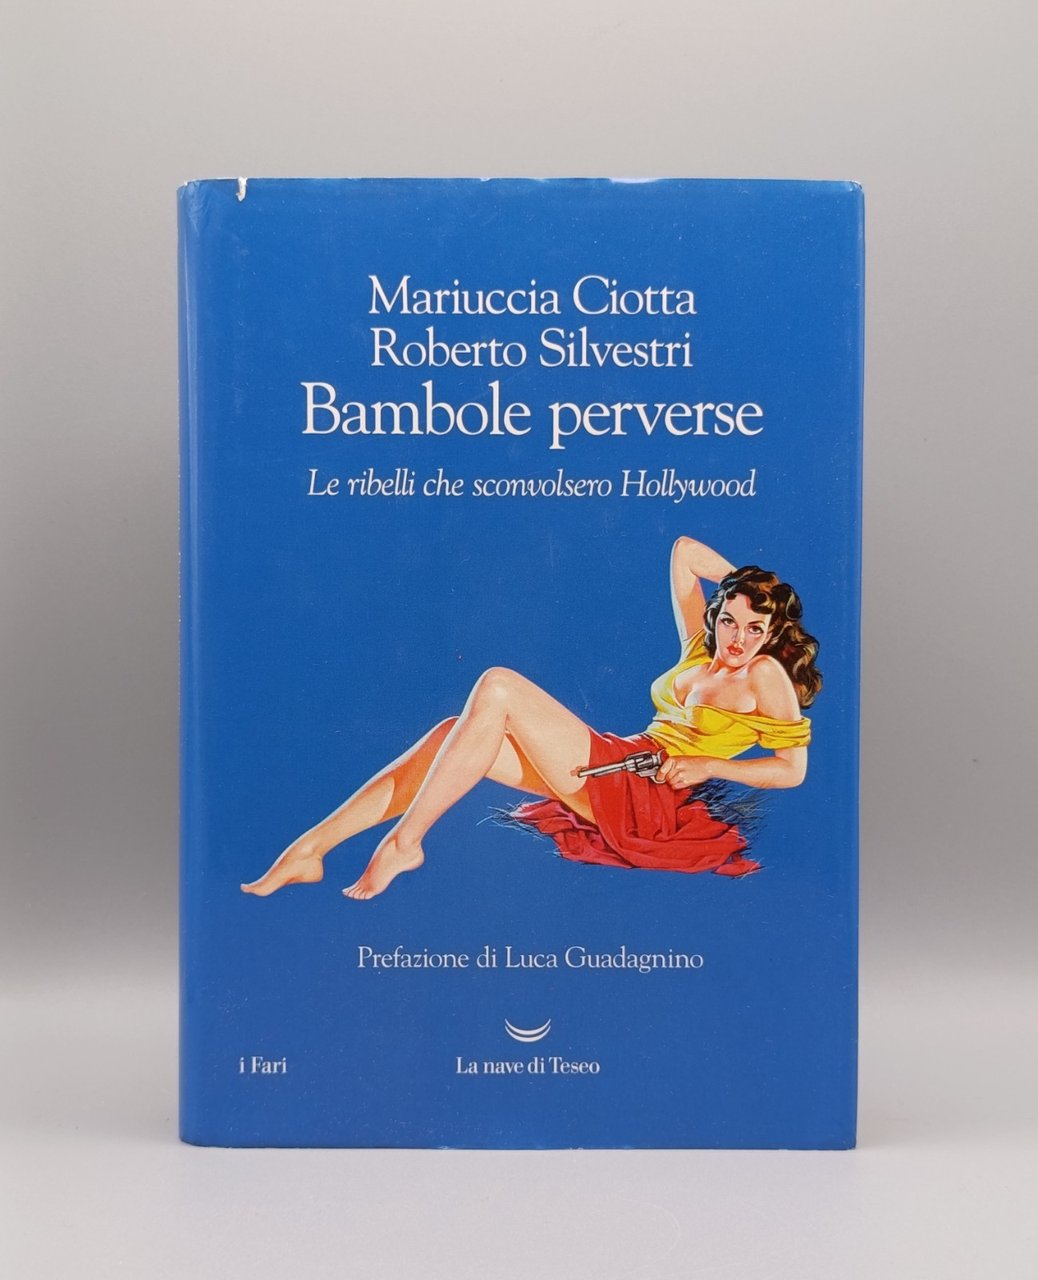 Mariuccia Ciotta
Roberto Silvestri
Bambole perverse
Le ribelli che sconvolsero Hollywood
Prefazione di Luca Guadagnino
i Fari
La nave di Teseo